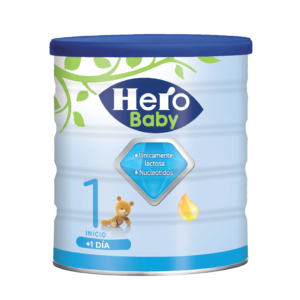 Hero
Baby
•Únicamente
lactosa
•Nucleótidos
1
INICIO
+1 DÍA